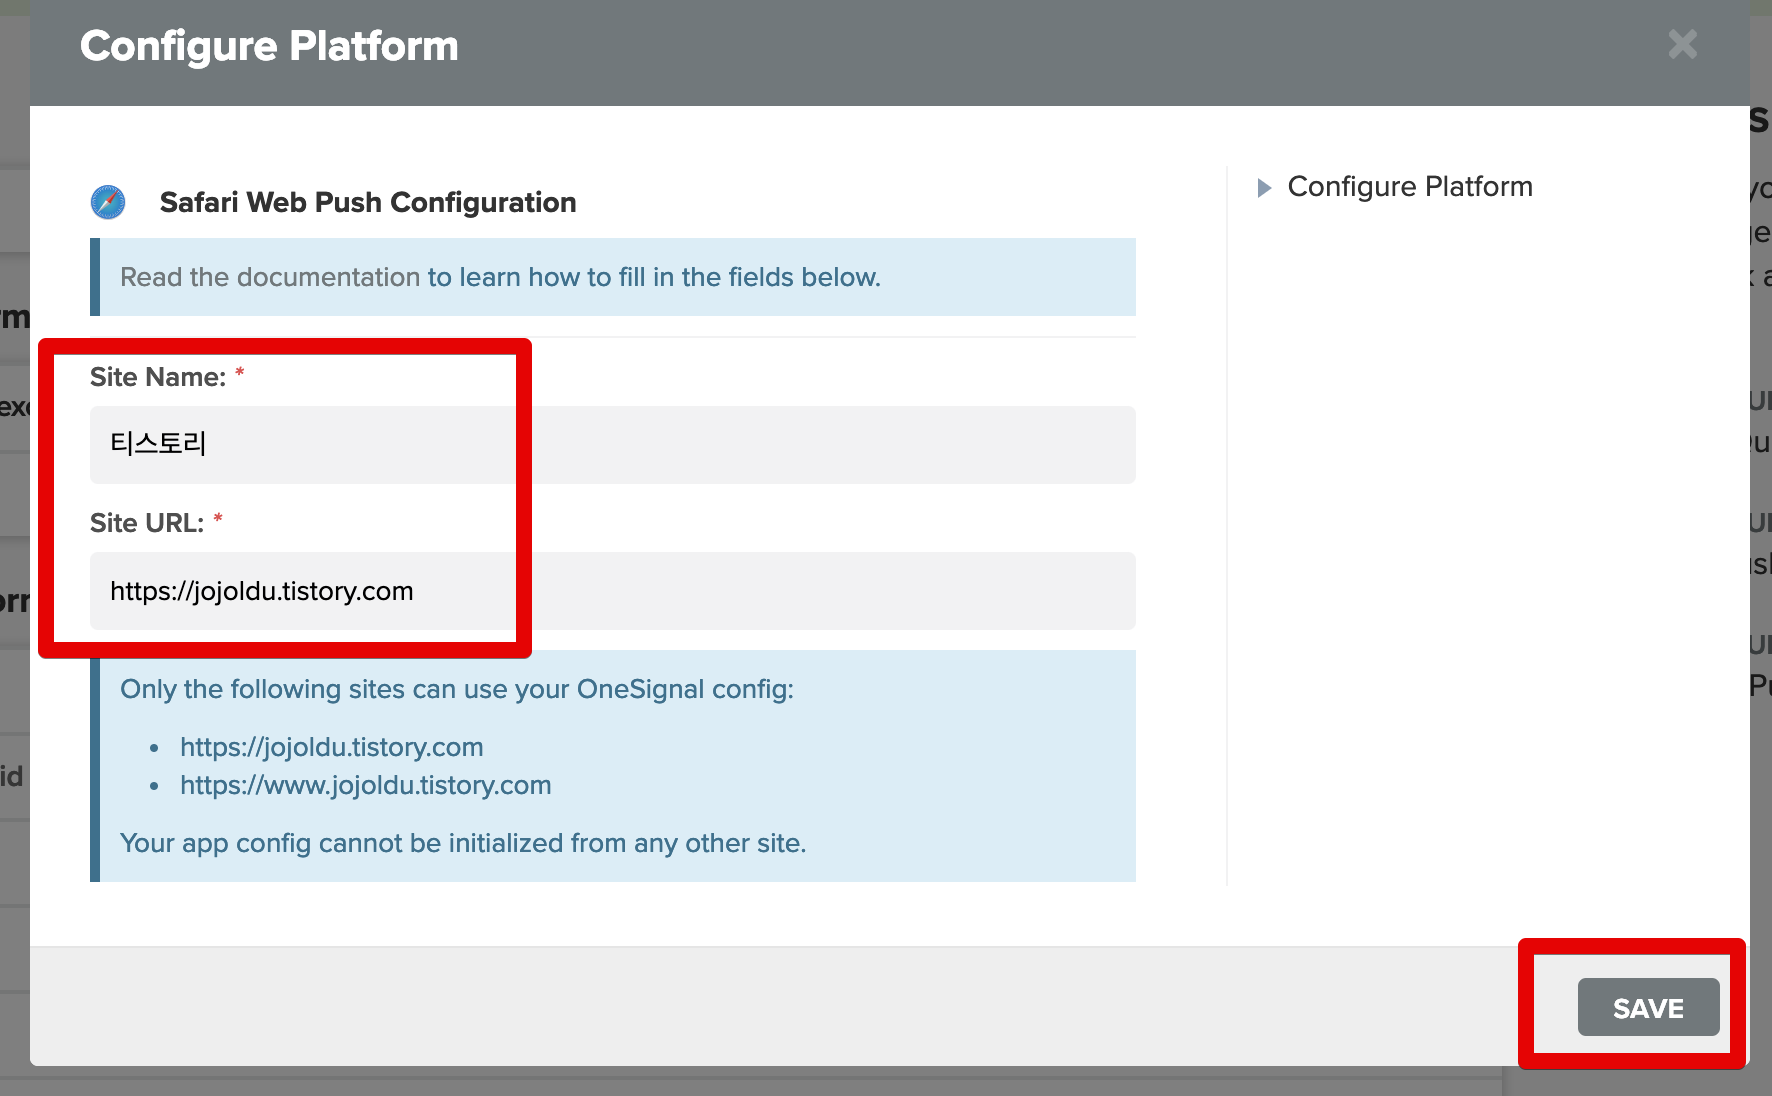 Configure Platform
Safari Web Push Configuration
Read the documentation to learn how to fill in the fields below.
Site Name: *
티스토리
Site URL: *
https://jojoldu.tistory.com
Only the following sites can use your OneSignal config:
• https://jojoldu.tistory.com
• https://www.jojoldu.tistory.com
Your app config cannot be initialized from any other site.
Configure Platform
SAVE